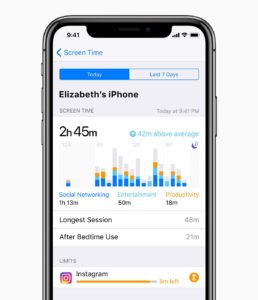 9:41
Screen Time
Today
Last 7 Days
Elizabeth's iPhone
SCREEN TIME
Today at 9:41 PM
2h 45m
42m above average
12A
6A
12P
6P
Social Networking
Entertainment
Productivity
1h 13m
50m
18m
Longest Session
48m
After Bedtime Use
21m
LIMITS
Instagram
5m left